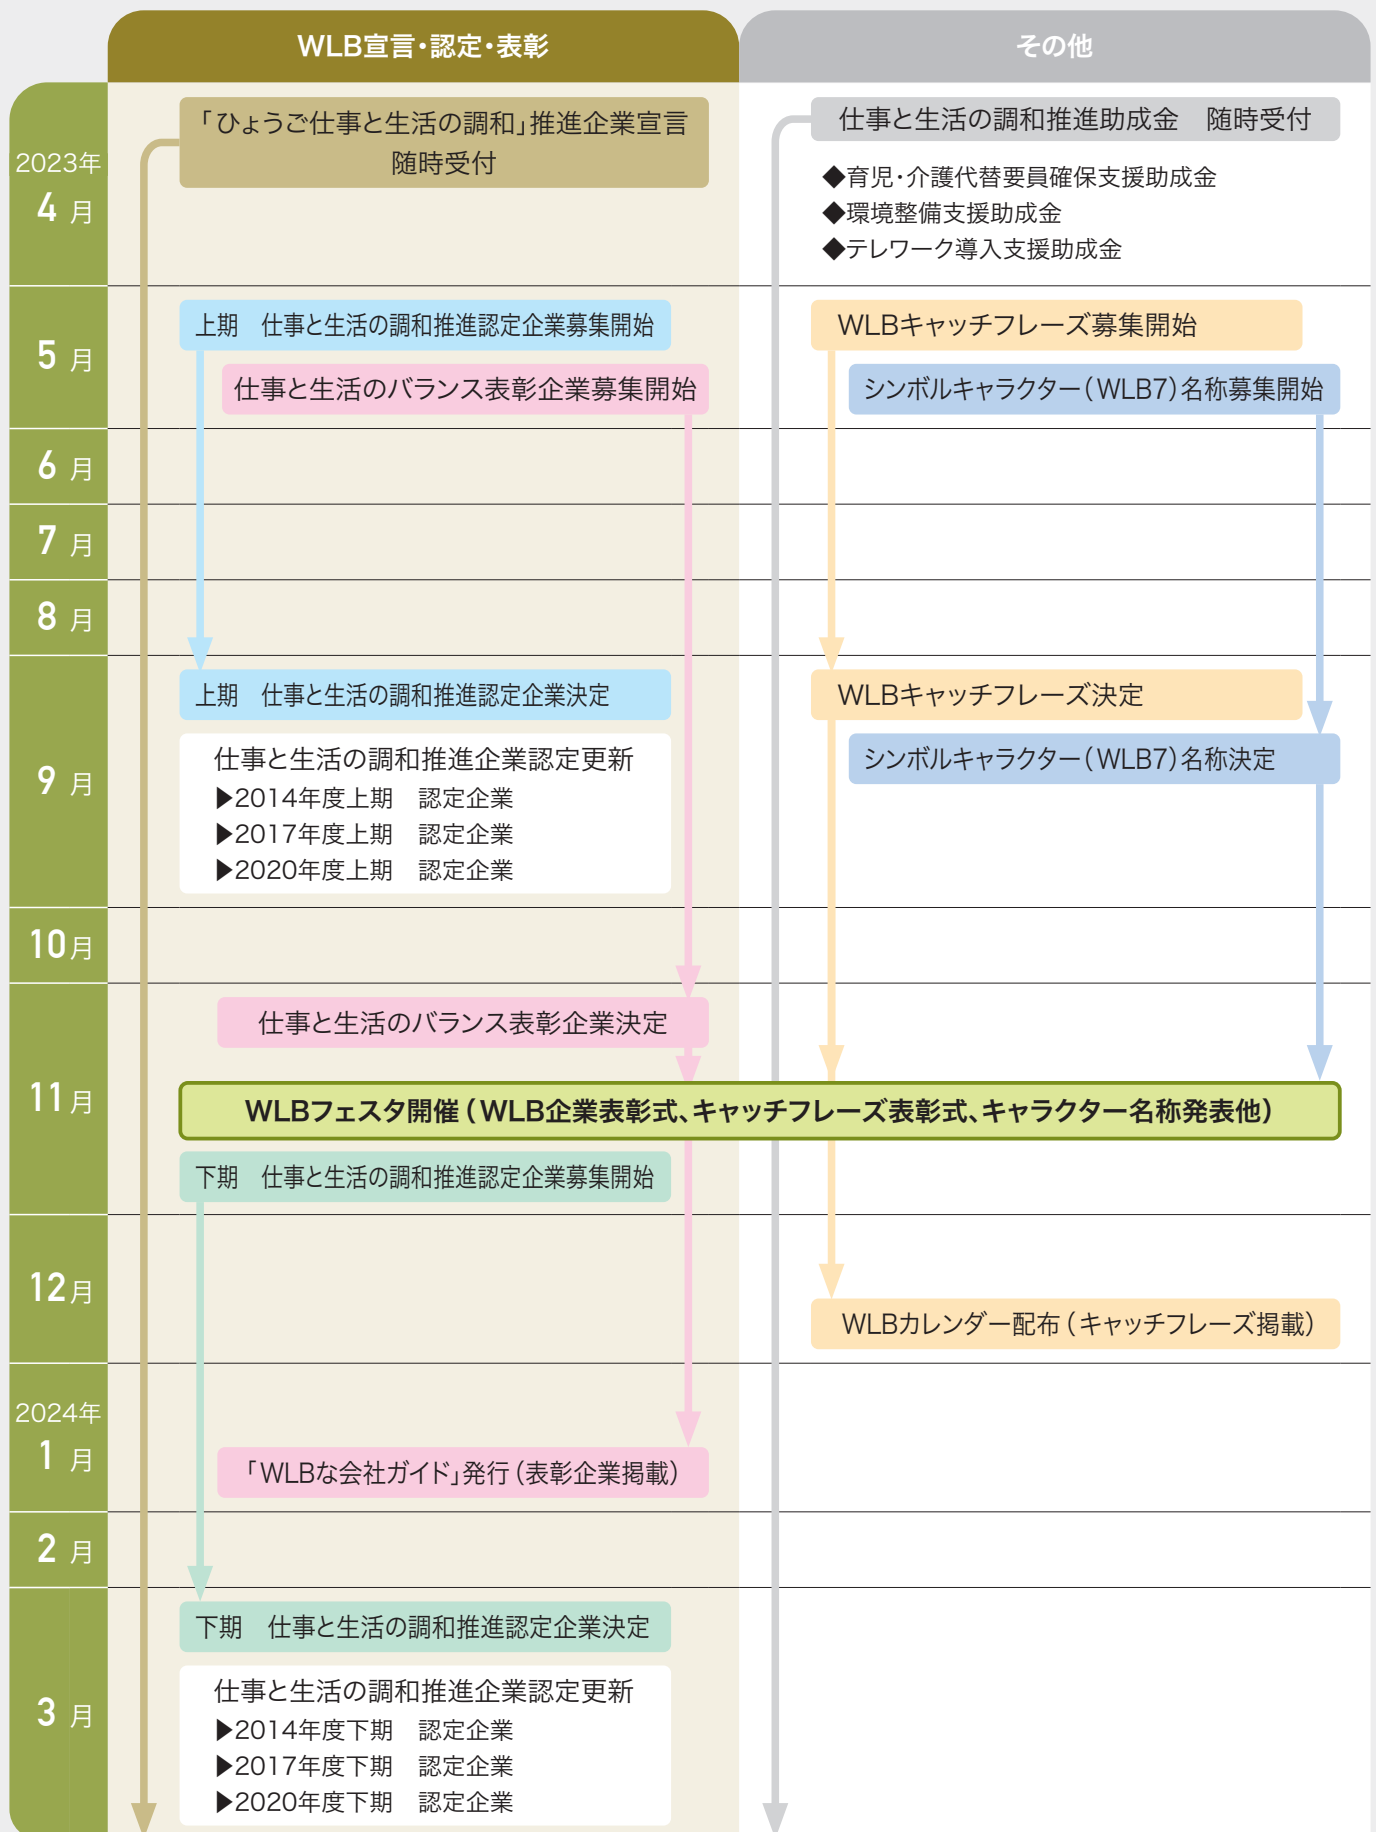 WLB宣言・認定・表彰
その他
2023年
4月
「ひょうご仕事と生活の調和」推進企業宣言
随時受付
仕事と生活の調和推進助成金　随時受付
◆育児・介護代替要員確保支援助成金
◆環境整備支援助成金
◆テレワーク導入支援助成金
5月
上期　仕事と生活の調和推進認定企業募集開始
仕事と生活のバランス表彰企業募集開始
WLBキャッチフレーズ募集開始
シンボルキャラクター（WLB7）名称募集開始
6月
7月
8月
9月
上期　仕事と生活の調和推進認定企業決定
仕事と生活の調和推進企業認定更新
▶2014年度上期　認定企業
▶2017年度上期　認定企業
▶2020年度上期　認定企業
WLBキャッチフレーズ決定
シンボルキャラクター（WLB7）名称決定
10月
11月
仕事と生活のバランス表彰企業決定
WLBフェスタ開催（WLB企業表彰式、キャッチフレーズ表彰式、キャラクター名称発表他）
下期　仕事と生活の調和推進認定企業募集開始
12月
WLBカレンダー配布（キャッチフレーズ掲載）
2024年
1月
「WLBな会社ガイド」発行（表彰企業掲載）
2月
3月
下期　仕事と生活の調和推進認定企業決定
仕事と生活の調和推進企業認定更新
▶2014年度下期　認定企業
▶2017年度下期　認定企業
▶2020年度下期　認定企業